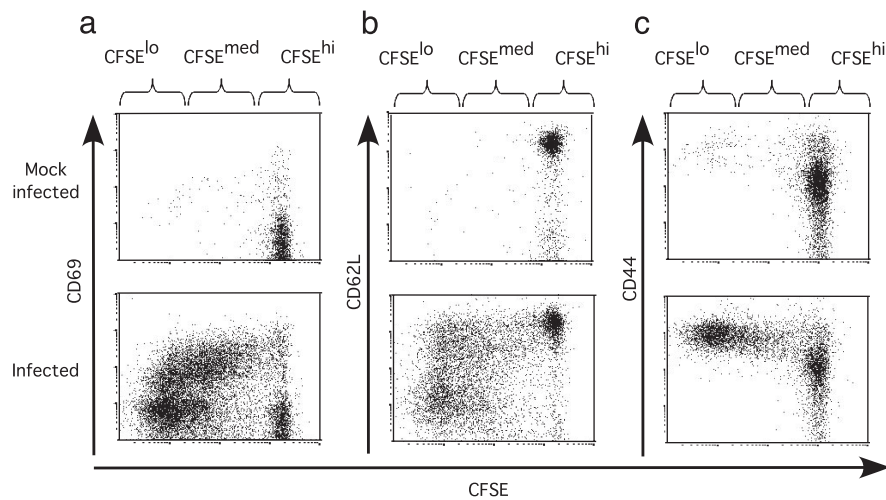 a
b
c
CFSE^lo CFSE^med CFSE^hi
CFSE^lo CFSE^med CFSE^hi
CFSE^lo CFSE^med CFSE^hi
Mock
infected
Infected
CD69
CD62L
CD44
CFSE